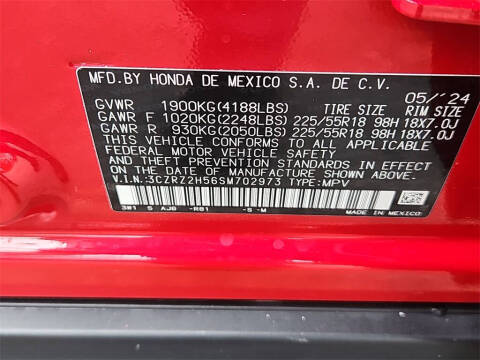 MFD.BY HONDA DE MEXICO S.A. DE C.V.
05/'24
GVWR 1900KG(4188LBS) TIRE SIZE RIM SIZE
GAWR F 1020KG(2248LBS) 225/55R18 98H 18X7.0J
GAWR R 930KG(2050LBS) 225/55R18 98H 18X7.0J
THIS VEHICLE CONFORMS TO ALL APPLICABLE
FEDERAL MOTOR VEHICLE SAFETY AND
THEFT PREVENTION STANDARDS IN EFFECT ON
THE DATE OF MANUFACTURE SHOWN ABOVE.
V.I.N.:3CZRZ2H56SM702973 TYPE:MPV
3W1 S AJB -R81 -S -M
MADE IN MEXICO